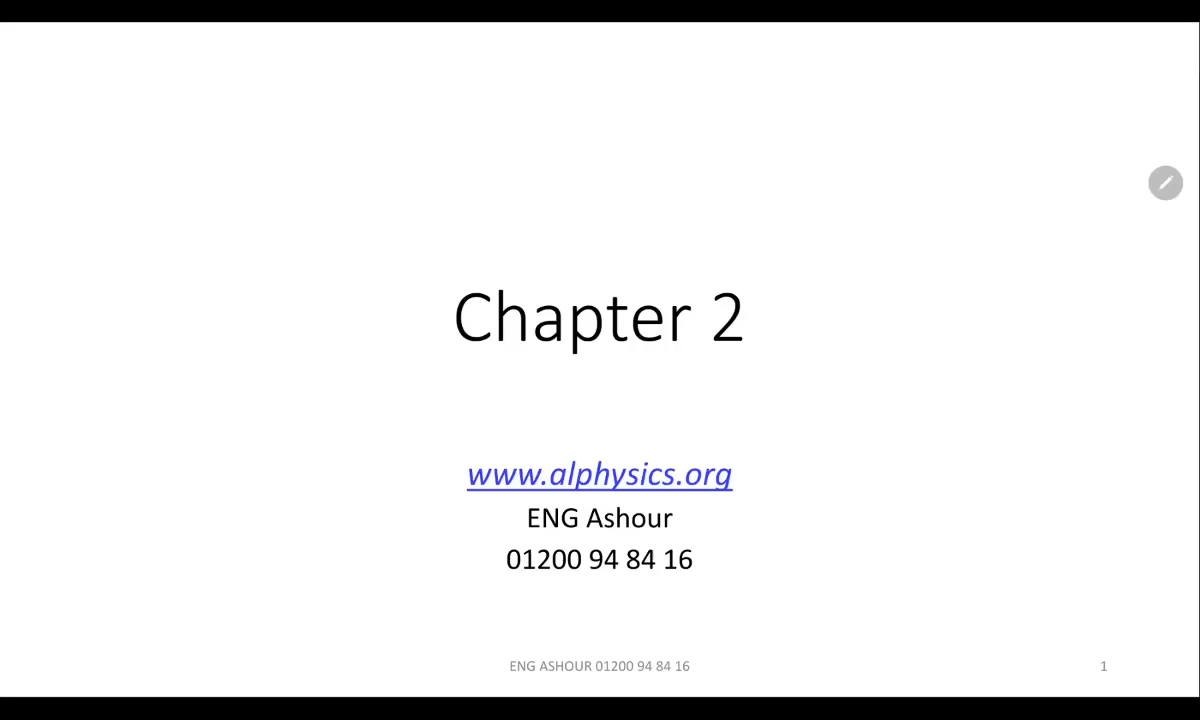 Chapter 2
www.alphysics.org
ENG Ashour
01200 94 84 16
ENG ASHOUR 01200 94 84 16
1